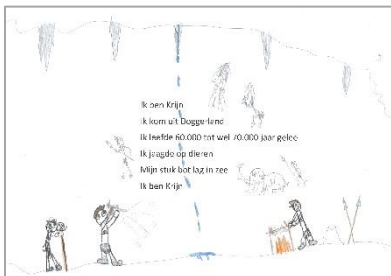 Ik ben Krijn
Ik kom uit Doggerland
Ik leefde 60.000 tot wel 70.000 jaar gelee
Ik jaagde op dieren
Mijn stuk bot lag in zee
Ik ben Krijn